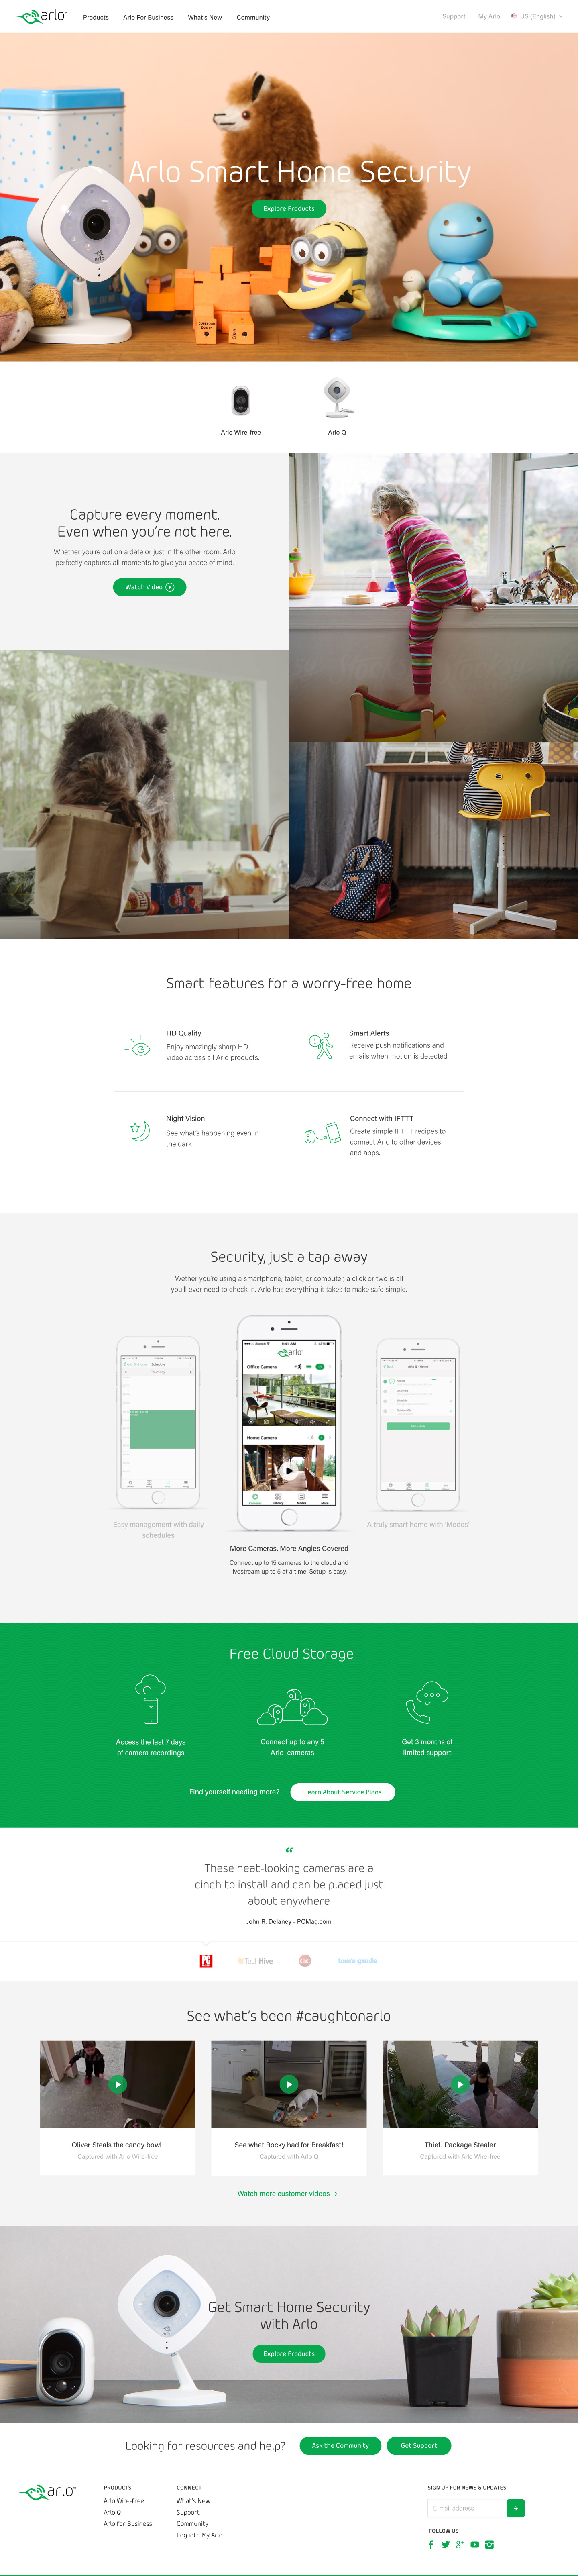 arlo
Products
Arlo For Business
What's New
Community
Support
My Arlo
US (English)
Arlo Smart Home Security
Explore Products
Arlo Wire-free
Arlo Q
Capture every moment.
Even when you're not here.
Whether you're out on a date or just in the other room, Arlo
perfectly captures all moments to give you peace of mind.
Watch Video
Smart features for a worry-free home
HD Quality
Enjoy amazingly sharp HD
video across all Arlo products.
Smart Alerts
Receive push notifications and
emails when motion is detected.
Night Vision
See what's happening even in
the dark
Connect with IFTTT
Create simple IFTTT recipes to
connect Arlo to other devices
and apps.
Security, just a tap away
Wether you're using a smartphone, tablet, or computer, a click or two is all
you'll ever need to check in. Arlo has everything it takes to make safe simple.
9:41 AM
arlo
Office Camera
Home Camera
Easy management with daily
schedules
More Cameras, More Angles Covered
Connect up to 15 cameras to the cloud and
livestream up to 5 at a time. Setup is easy.
A truly smart home with 'Modes'
Free Cloud Storage
Access the last 7 days
of camera recordings
Connect up to any 5
Arlo cameras
Get 3 months of
limited support
Find yourself needing more?
Learn About Service Plans
“
These neat-looking cameras are a
cinch to install and can be placed just
about anywhere
John R. Delaney - PCMag.com
PC
TechHive
tom's guide
See what's been #caughtonarlo
Oliver Steals the candy bowl!
Captured with Arlo Wire-free
See what Rocky had for Breakfast!
Captured with Arlo Q
Thief! Package Stealer
Captured with Arlo Wire-free
Watch more customer videos
Get Smart Home Security
with Arlo
Explore Products
Looking for resources and help?
Ask the Community
Get Support
arlo
PRODUCTS
Arlo Wire-free
Arlo Q
Arlo for Business
CONNECT
What's New
Support
Community
Log into My Arlo
SIGN UP FOR NEWS & UPDATES
E-mail address
FOLLOW US